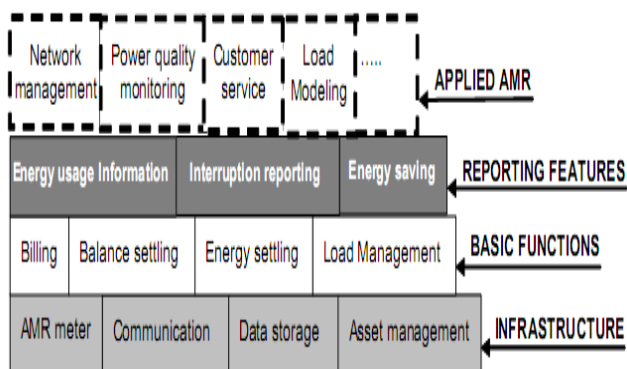 Network management
Power quality monitoring
Customer service
Load Modeling
.....
APPLIED AMR
Energy usage Information
Interruption reporting
Energy saving
REPORTING FEATURES
Billing
Balance settling
Energy settling
Load Management
BASIC FUNCTIONS
AMR meter
Communication
Data storage
Asset management
INFRASTRUCTURE